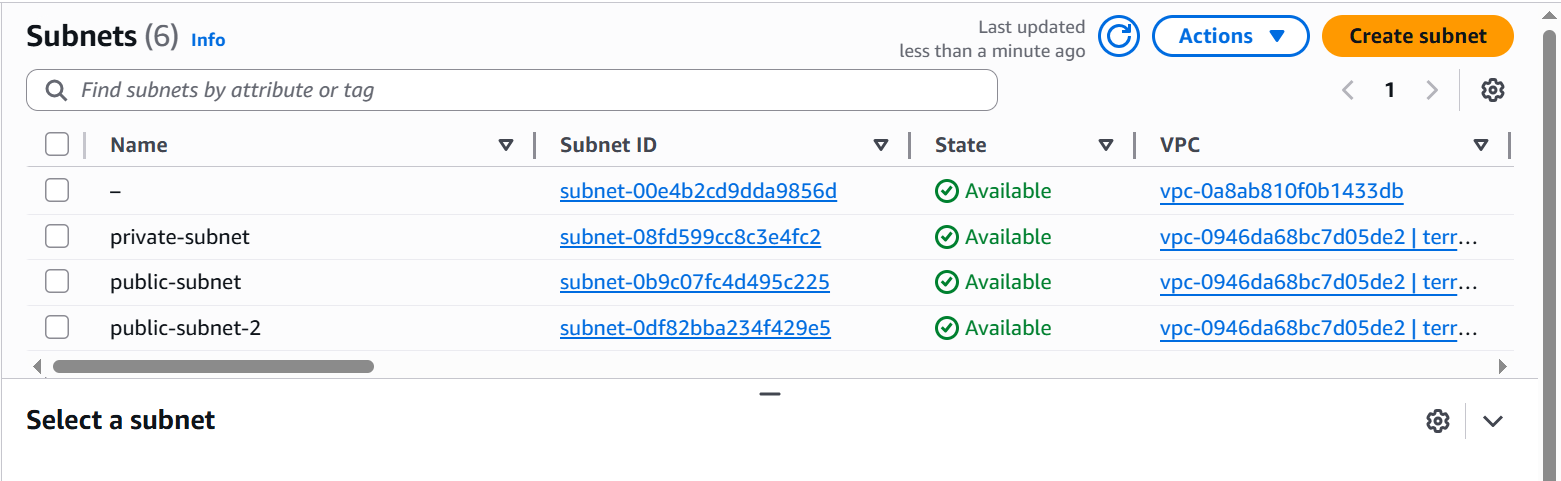 Subnets (6) Info
Last updated
less than a minute ago
Actions
Create subnet
Find subnets by attribute or tag
1
Name Subnet ID State VPC
– subnet-00e4b2cd9dda9856d Available vpc-0a8ab810f0b1433db
private-subnet subnet-08fd599cc8c3e4fc2 Available vpc-0946da68bc7d05de2 | terr…
public-subnet subnet-0b9c07fc4d495c225 Available vpc-0946da68bc7d05de2 | terr…
public-subnet-2 subnet-0df82bba234f429e5 Available vpc-0946da68bc7d05de2 | terr…
Select a subnet